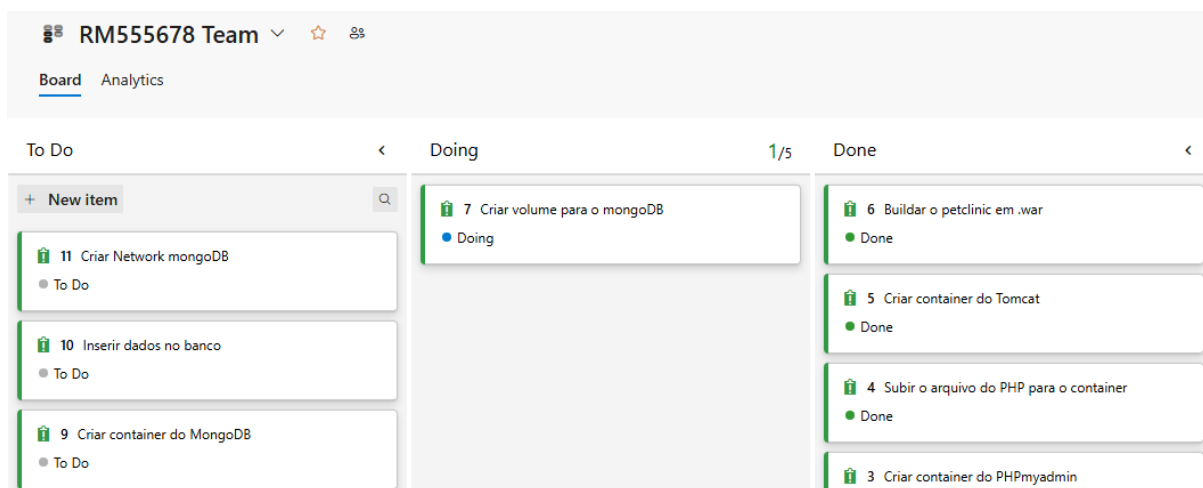 RM555678 Team
Board Analytics
To Do
+ New item
11 Criar Network mongoDB
To Do
10 Inserir dados no banco
To Do
9 Criar container do MongoDB
To Do
Doing 1/5
7 Criar volume para o mongoDB
Doing
Done
6 Buildar o petclinic em .war
Done
5 Criar container do Tomcat
Done
4 Subir o arquivo do PHP para o container
Done
3 Criar container do PHPmyadmin